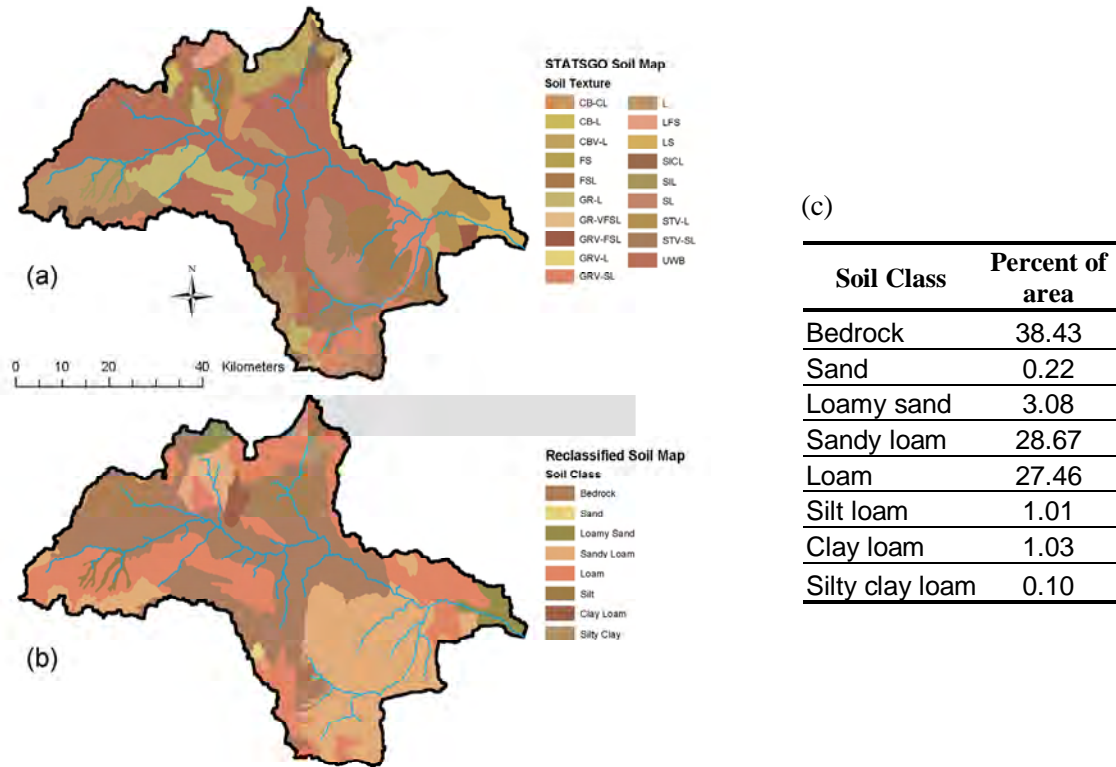 STATSGO Soil Map
Soil Texture
CB-CL
CB-L
CBV-L
FS
FSL
GR-L
GR-VFSL
GRV-FSL
GRV-L
GRV-SL
L
LFS
LS
SICL
SIL
SL
STV-L
STV-SL
UWB
(a)
N
0 10 20 40 Kilometers
Reclassified Soil Map
Soil Class
Bedrock
Sand
Loamy Sand
Sandy Loam
Loam
Silt
Clay Loam
Silty Clay
(b)
(c)
Soil Class Percent of
area
Bedrock 38.43
Sand 0.22
Loamy sand 3.08
Sandy loam 28.67
Loam 27.46
Silt loam 1.01
Clay loam 1.03
Silty clay loam 0.10